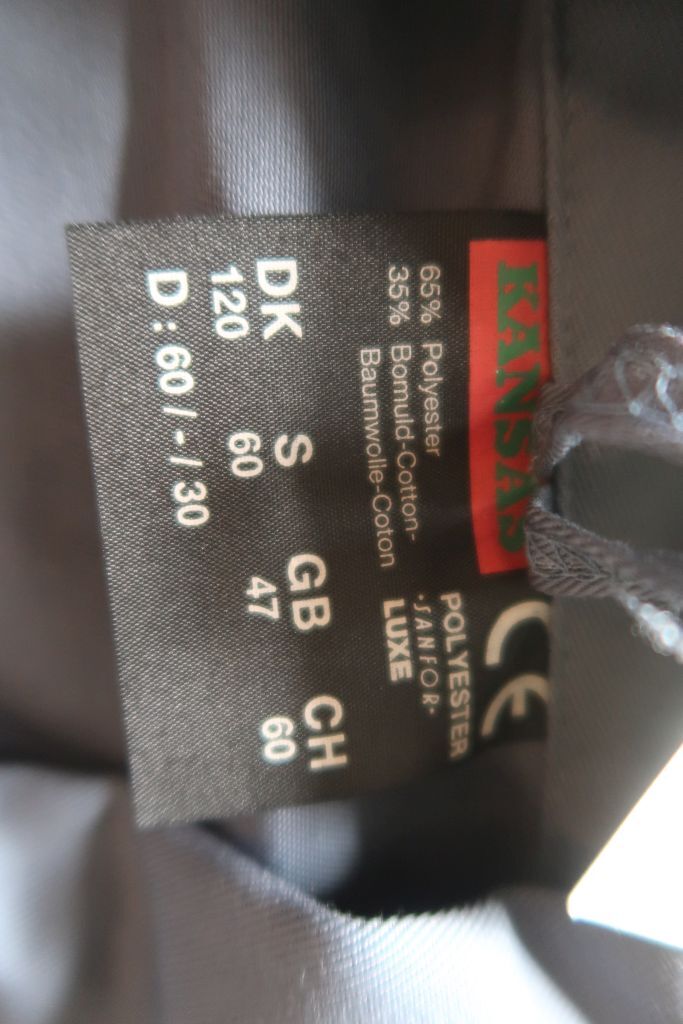 KANSAS
CE
65% Polyester
35% Bomuld-Cotton-
Baumwolle-Coton
POLYESTER
·SANFOR·
LUXE
DK S GB CH
120 60 47 60
D : 60 / - / 30